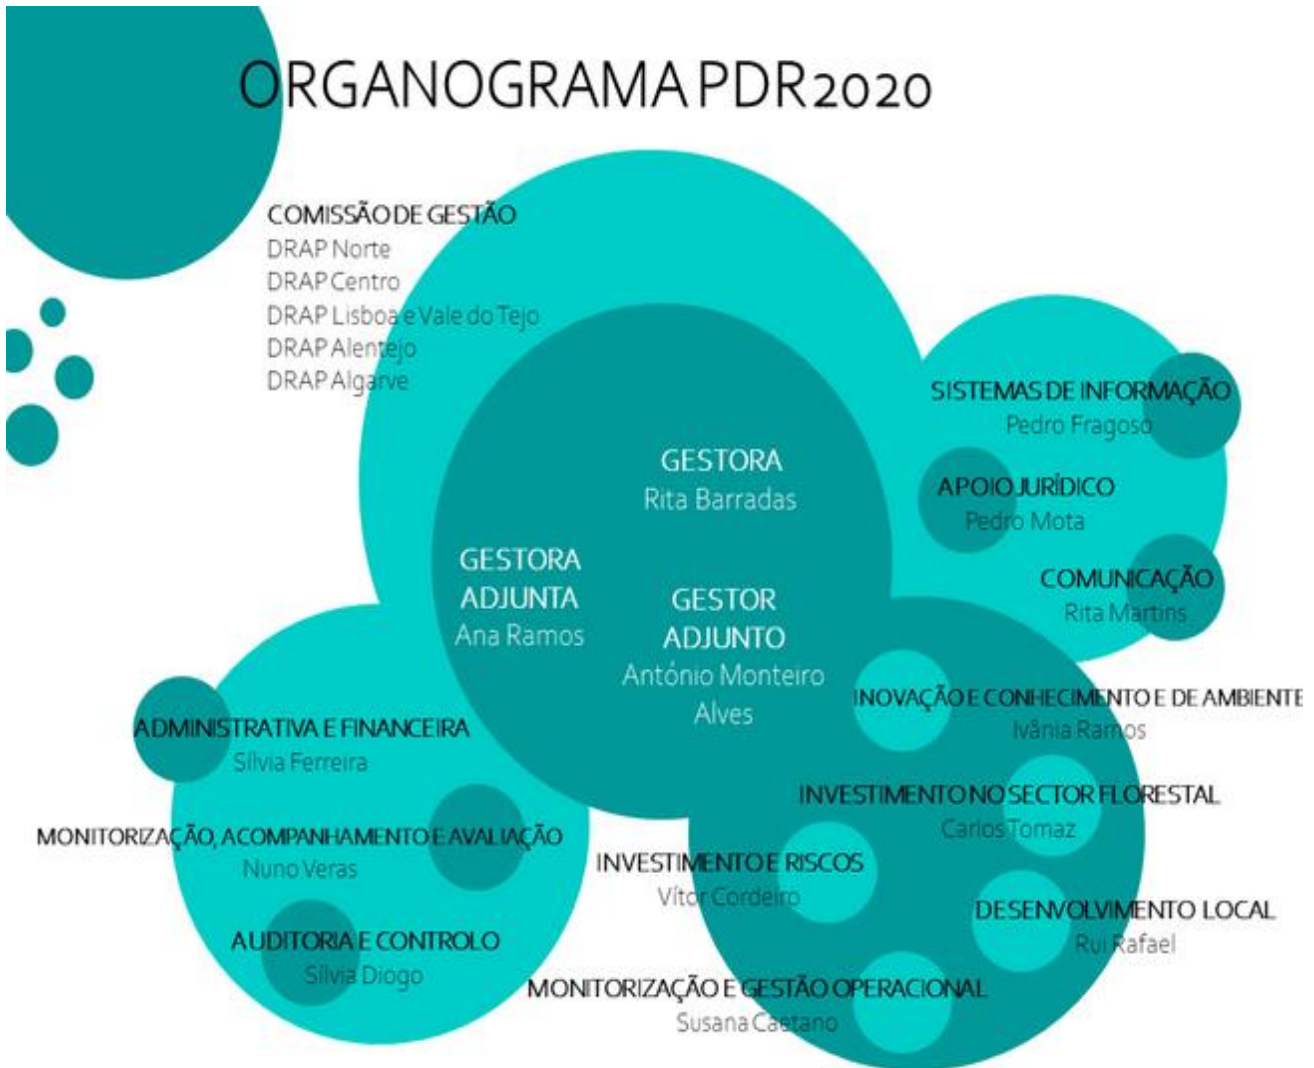 ORGANOGRAMA PDR2020
COMISSÃO DE GESTÃO
DRAP Norte
DRAP Centro
DRAP Lisboa e Vale do Tejo
DRAP Alentejo
DRAP Algarve
GESTORA
Rita Barradas
GESTORA
ADJUNTA
Ana Ramos
GESTOR
ADJUNTO
António Monteiro
Alves
SISTEMAS DE INFORMAÇÃO
Pedro Fragoso
APOIO JURÍDICO
Pedro Mota
COMUNICAÇÃO
Rita Martins
ADMINISTRATIVA E FINANCEIRA
Sílvia Ferreira
MONITORIZAÇÃO, ACOMPANHAMENTO E AVALIAÇÃO
Nuno Veras
AUDITORIA E CONTROLO
Sílvia Diogo
INOVAÇÃO E CONHECIMENTO E DE AMBIENTE
Ivânia Ramos
INVESTIMENTO NO SECTOR FLORESTAL
Carlos Tomaz
INVESTIMENTO E RISCOS
Vítor Cordeiro
DESENVOLVIMENTO LOCAL
Rui Rafael
MONITORIZAÇÃO E GESTÃO OPERACIONAL
Susana Caetano